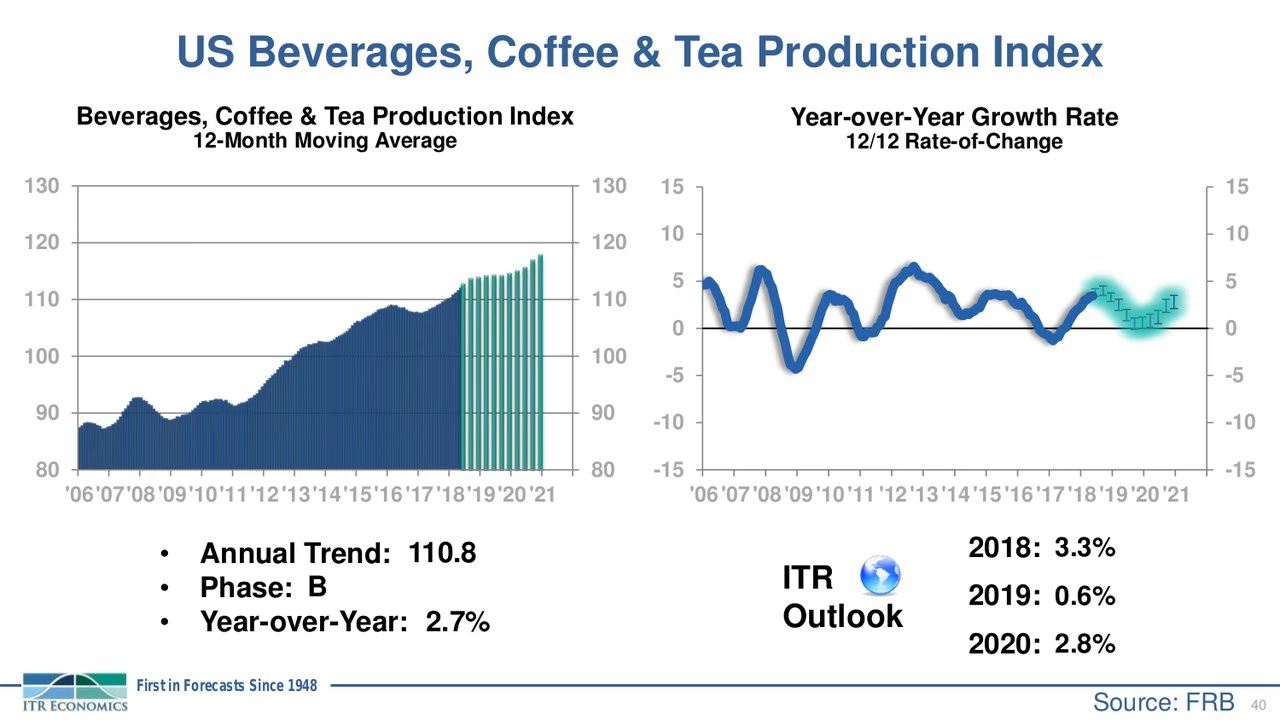 US Beverages, Coffee & Tea Production Index
Beverages, Coffee & Tea Production Index
12-Month Moving Average
130 130
120 120
110 110
100 100
90 90
80 80
'06 '07 '08 '09 '10 '11 '12 '13 '14 '15 '16 '17 '18 '19 '20 '21
Year-over-Year Growth Rate
12/12 Rate-of-Change
15 15
10 10
5 5
0 0
-5 -5
-10 -10
-15 -15
'06 '07 '08 '09 '10 '11 '12 '13 '14 '15 '16 '17 '18 '19 '20 '21
• Annual Trend: 110.8
• Phase: B
• Year-over-Year: 2.7%
ITR
Outlook
2018: 3.3%
2019: 0.6%
2020: 2.8%
ITR ECONOMICS
First in Forecasts Since 1948
Source: FRB
40